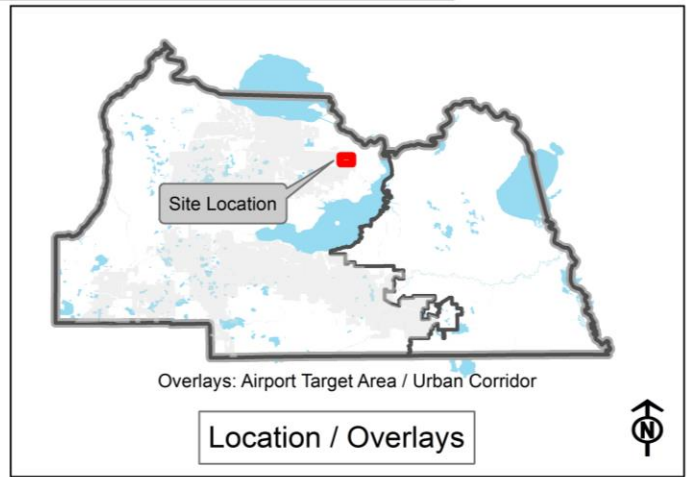 Site Location
Overlays: Airport Target Area / Urban Corridor
Location / Overlays
N